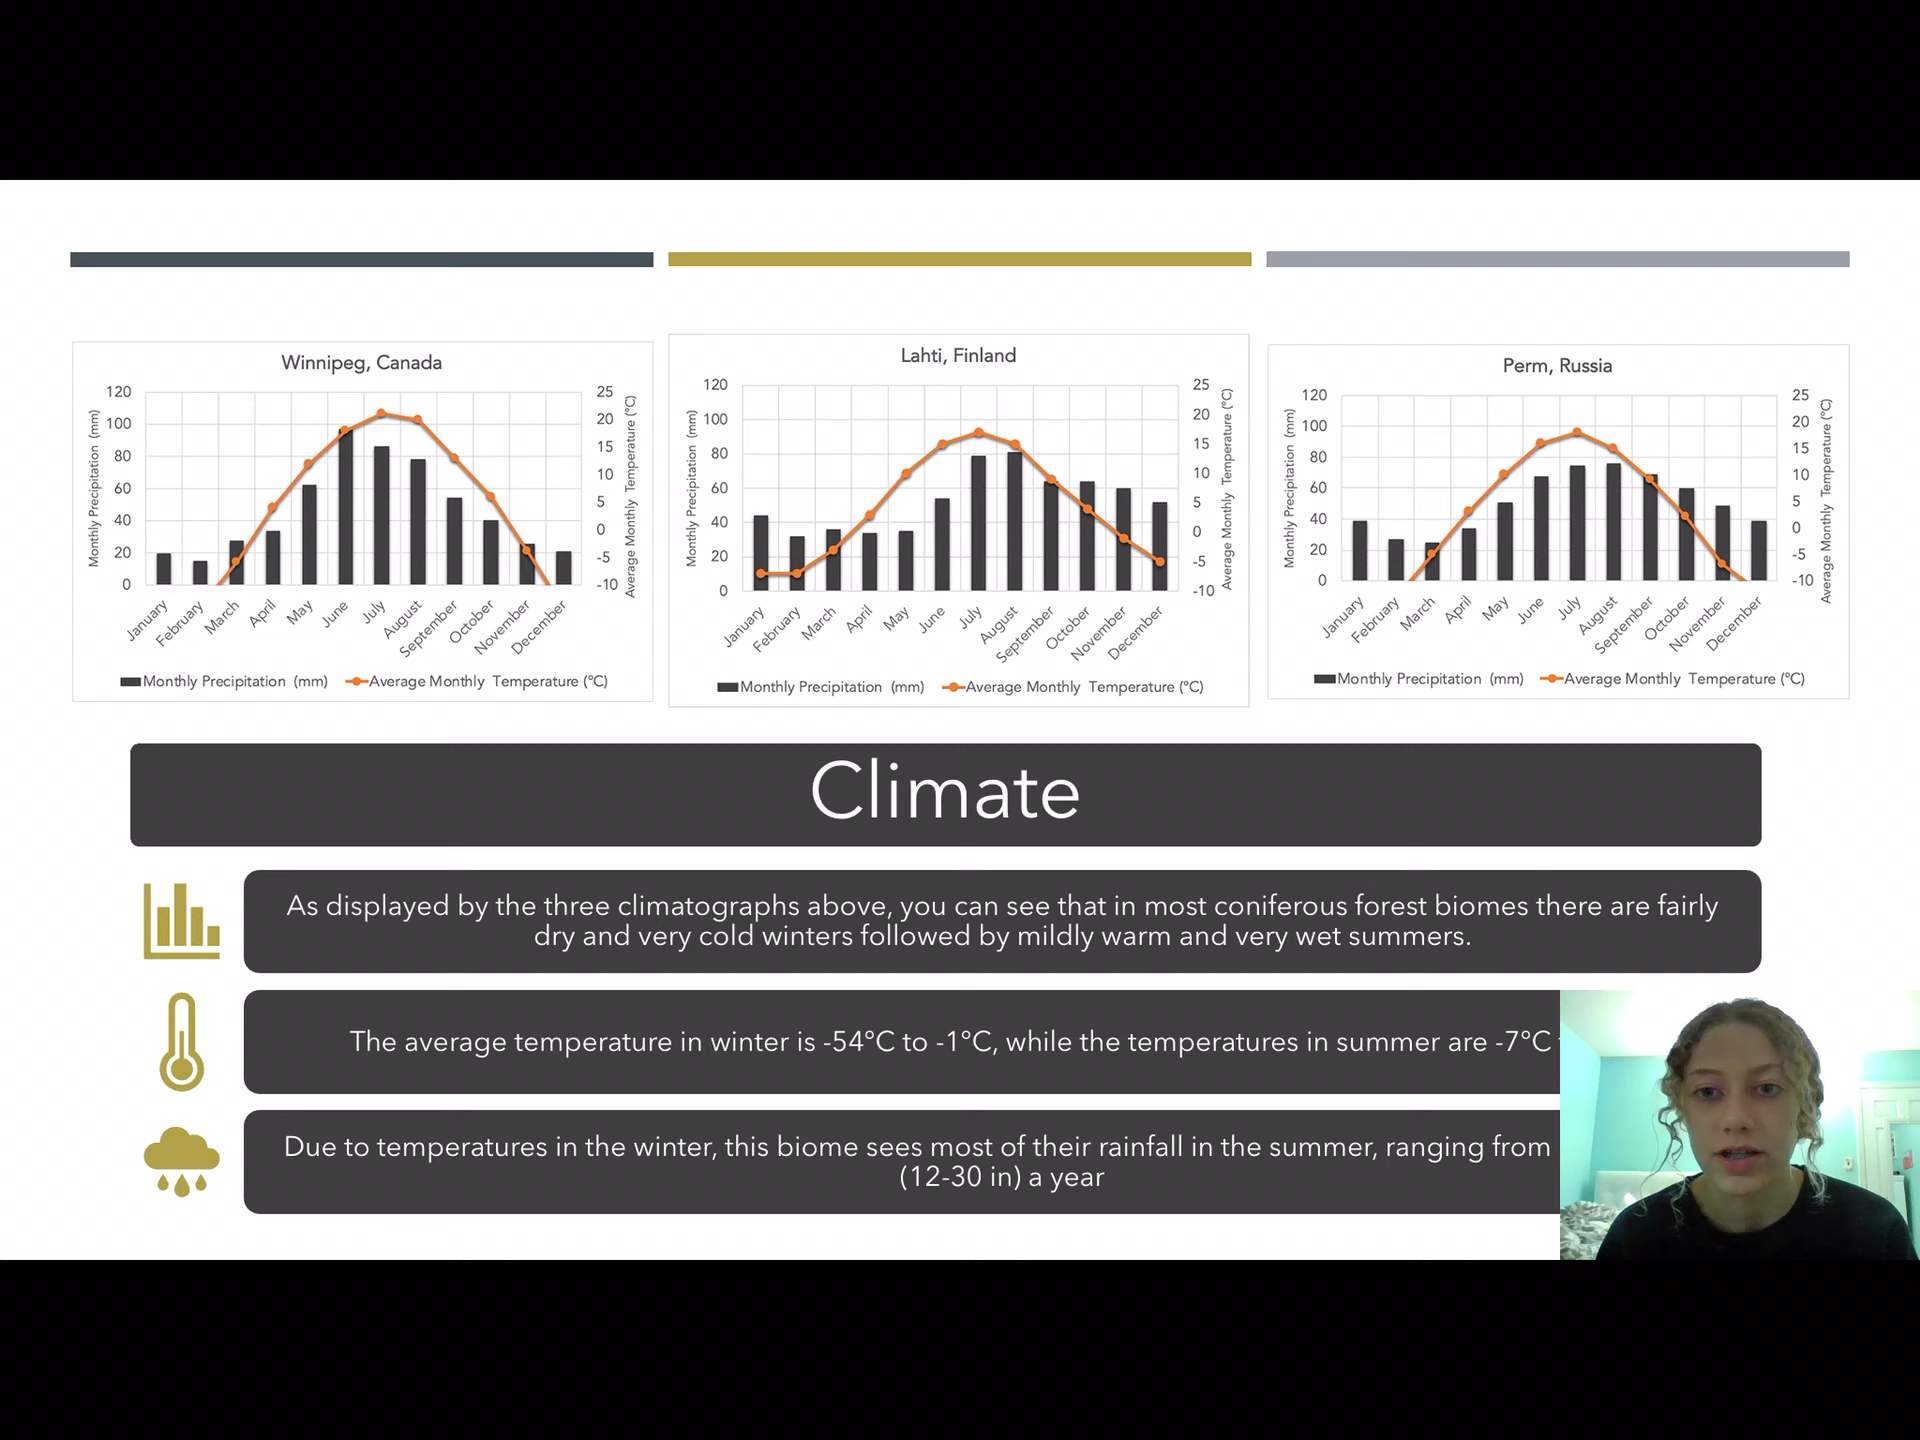 Winnipeg, Canada
120
100
80
60
40
20
0
25
20
15
10
5
0
-5
-10
Monthly Precipitation (mm)
Average Monthly Temperature (°C)
January
February
March
April
May
June
July
August
September
October
November
December
Monthly Precipitation (mm)
Average Monthly Temperature (°C)
Lahti, Finland
120
100
80
60
40
20
0
25
20
15
10
5
0
-5
-10
Monthly Precipitation (mm)
Average Monthly Temperature (°C)
January
February
March
April
May
June
July
August
September
October
November
December
Monthly Precipitation (mm)
Average Monthly Temperature (°C)
Perm, Russia
120
100
80
60
40
20
0
25
20
15
10
5
0
-5
-10
Monthly Precipitation (mm)
Average Monthly Temperature (°C)
January
February
March
April
May
June
July
August
September
October
November
December
Monthly Precipitation (mm)
Average Monthly Temperature (°C)
Climate
As displayed by the three climatographs above, you can see that in most coniferous forest biomes there are fairly
dry and very cold winters followed by mildly warm and very wet summers.
The average temperature in winter is -54°C to -1°C, while the temperatures in summer are -7°C
Due to temperatures in the winter, this biome sees most of their rainfall in the summer, ranging from
(12-30 in) a year